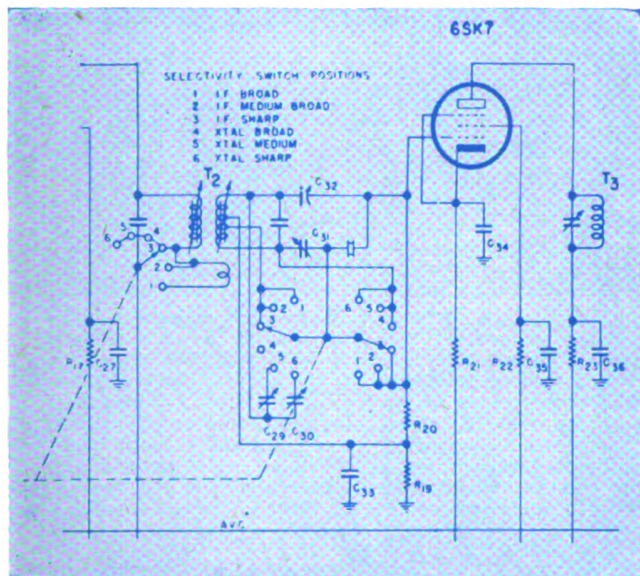 6SK7
SELECTIVITY SWITCH POSITIONS
1 I.F. BROAD
2 I.F. MEDIUM BROAD
3 I.F. SHARP
4 XTAL BROAD
5 XTAL MEDIUM
6 XTAL SHARP
T2
C32
T3
C31
C34
6
5
4
3
2
1
3
2
1
4
5
6
6
5
4
1
2
3
R17
C27
R21
R22
C35
R23
C36
C29
C30
R20
C33
R19
AVC